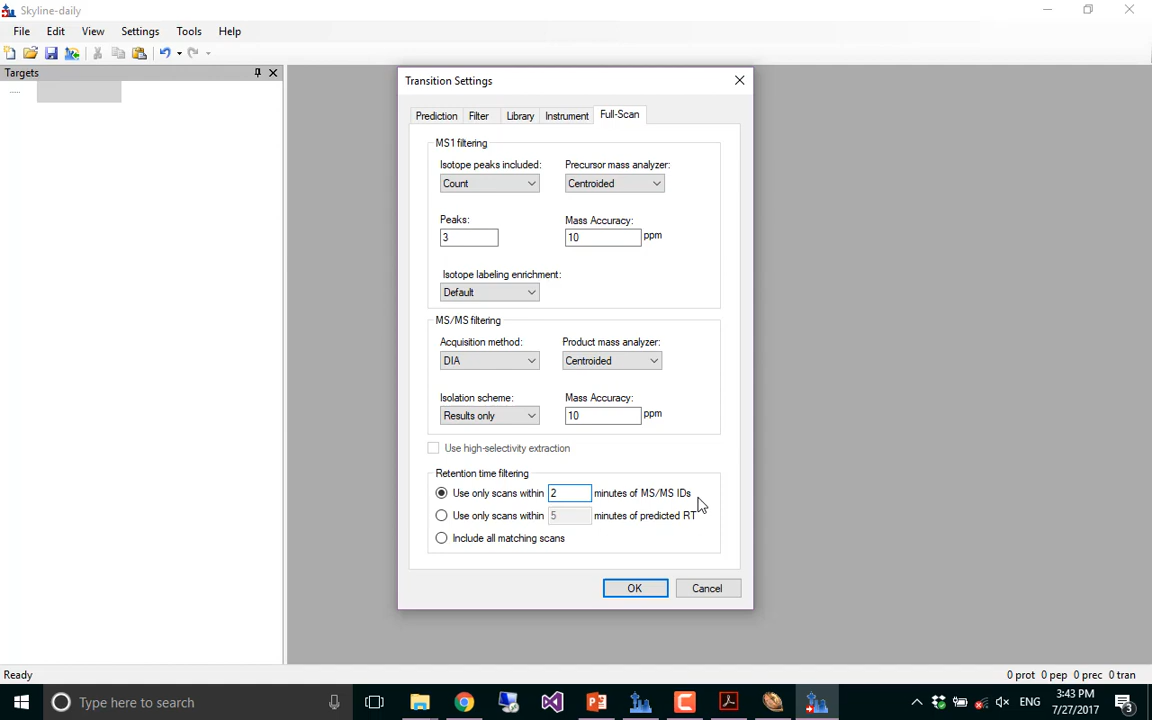 Skyline-daily
File Edit View Settings Tools Help
Targets
Transition Settings
Prediction Filter Library Instrument Full-Scan
MS1 filtering
Isotope peaks included: Precursor mass analyzer:
Count Centroided
Peaks: Mass Accuracy:
3 10 ppm
Isotope labeling enrichment:
Default
MS/MS filtering
Acquisition method: Product mass analyzer:
DIA Centroided
Isolation scheme: Mass Accuracy:
Results only 10 ppm
Use high-selectivity extraction
Retention time filtering
Use only scans within 2 minutes of MS/MS IDs
Use only scans within 5 minutes of predicted RT
Include all matching scans
OK Cancel
Ready 0 prot 0 pep 0 prec 0 tran
Type here to search ENG 3:43 PM
7/27/2017 3